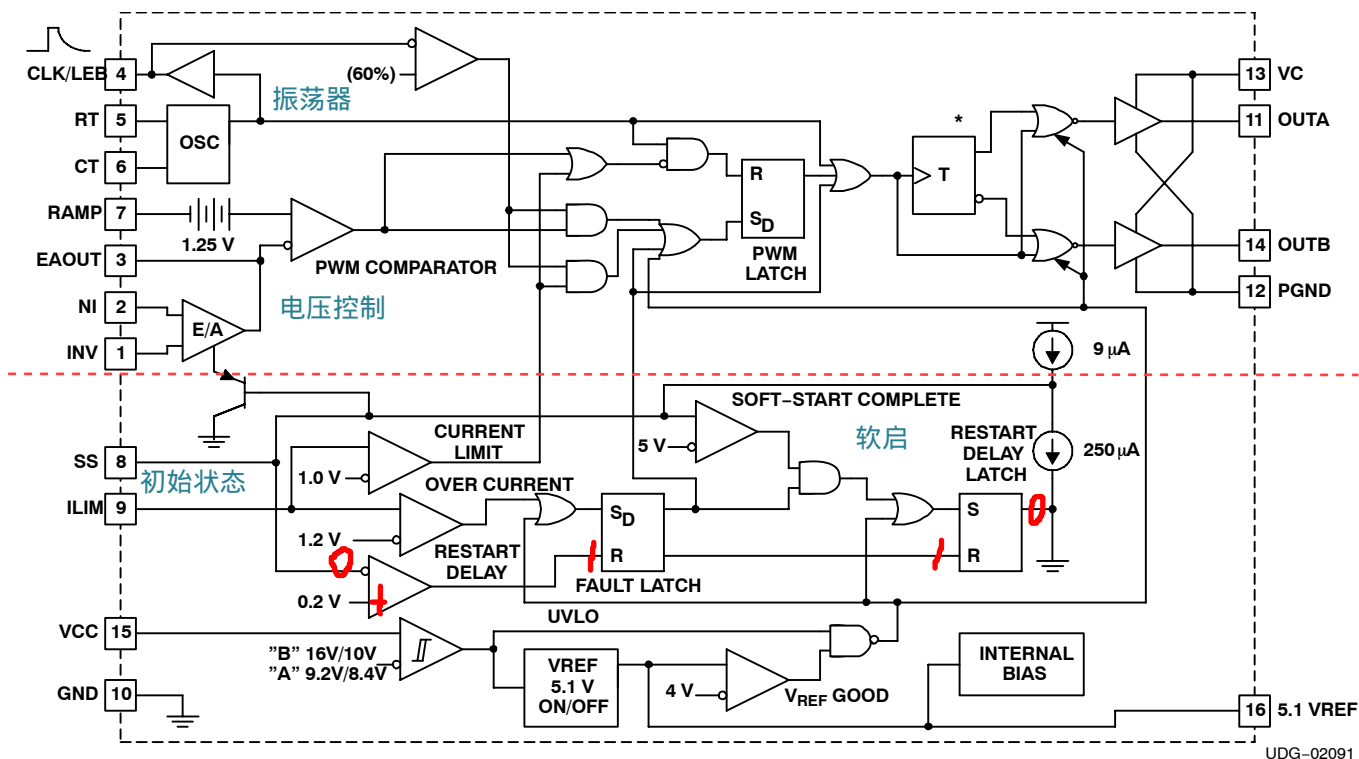 CLK/LEB 4
(60%)
13 VC
振荡器
RT 5
OSC
*
11 OUTA
CT 6
R
T
RAMP 7
SD
1.25 V
PWM
LATCH
14 OUTB
EAOUT 3
PWM COMPARATOR
12 PGND
NI 2
电压控制
E/A
INV 1
9 μA
SOFT−START COMPLETE
CURRENT
LIMIT
5 V
软启
RESTART
DELAY
LATCH
250 μA
SS 8
初始状态
1.0 V
OVER CURRENT
ILIM 9
SD
S
0
1.2 V
RESTART
DELAY
0
1
R
1
R
FAULT LATCH
0.2 V
+
UVLO
VCC 15
”B” 16V/10V
”A” 9.2V/8.4V
VREF
5.1 V
ON/OFF
INTERNAL
BIAS
4 V
VREF GOOD
GND 10
16 5.1 VREF
UDG−02091